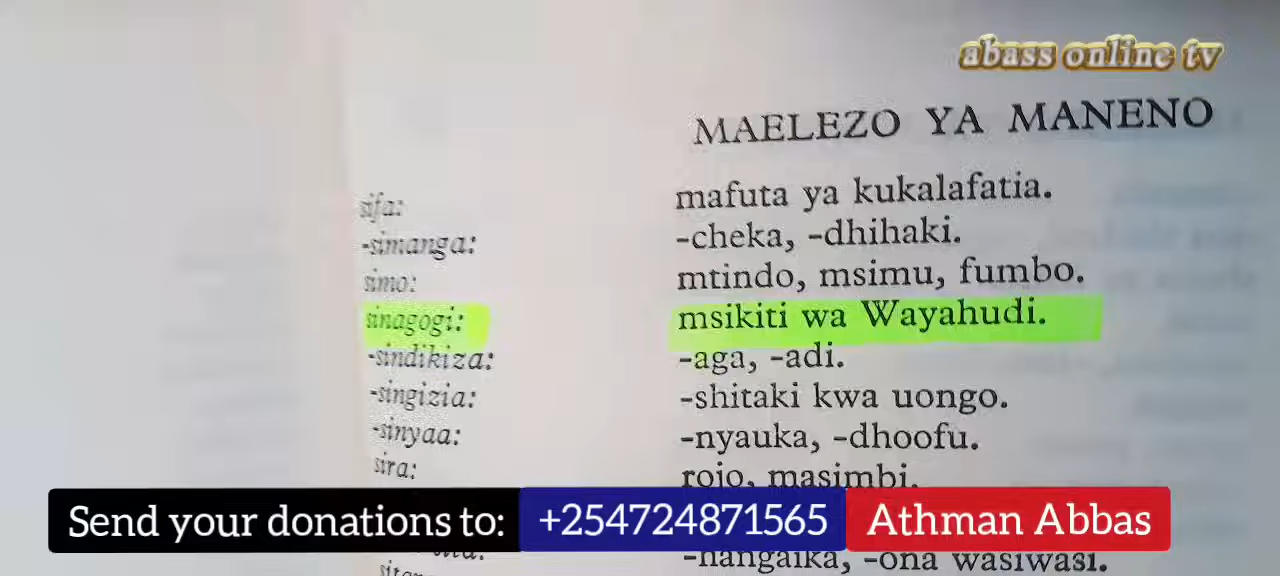 abass online tv
MAELEZO YA MANENO
sifa: mafuta ya kukalafatia.
-simanga: -cheka, -dhihaki.
simo: mtindo, msimu, fumbo.
sinagogi: msikiti wa Wayahudi.
-sindikiza: -aga, -adi.
-singizia: -shitaki kwa uongo.
-sinyaa: -nyauka, -dhoofu.
sira: rojo, masimbi.
Send your donations to: +254724871565 Athman Abbas
-hangaika, -ona wasiwasi.